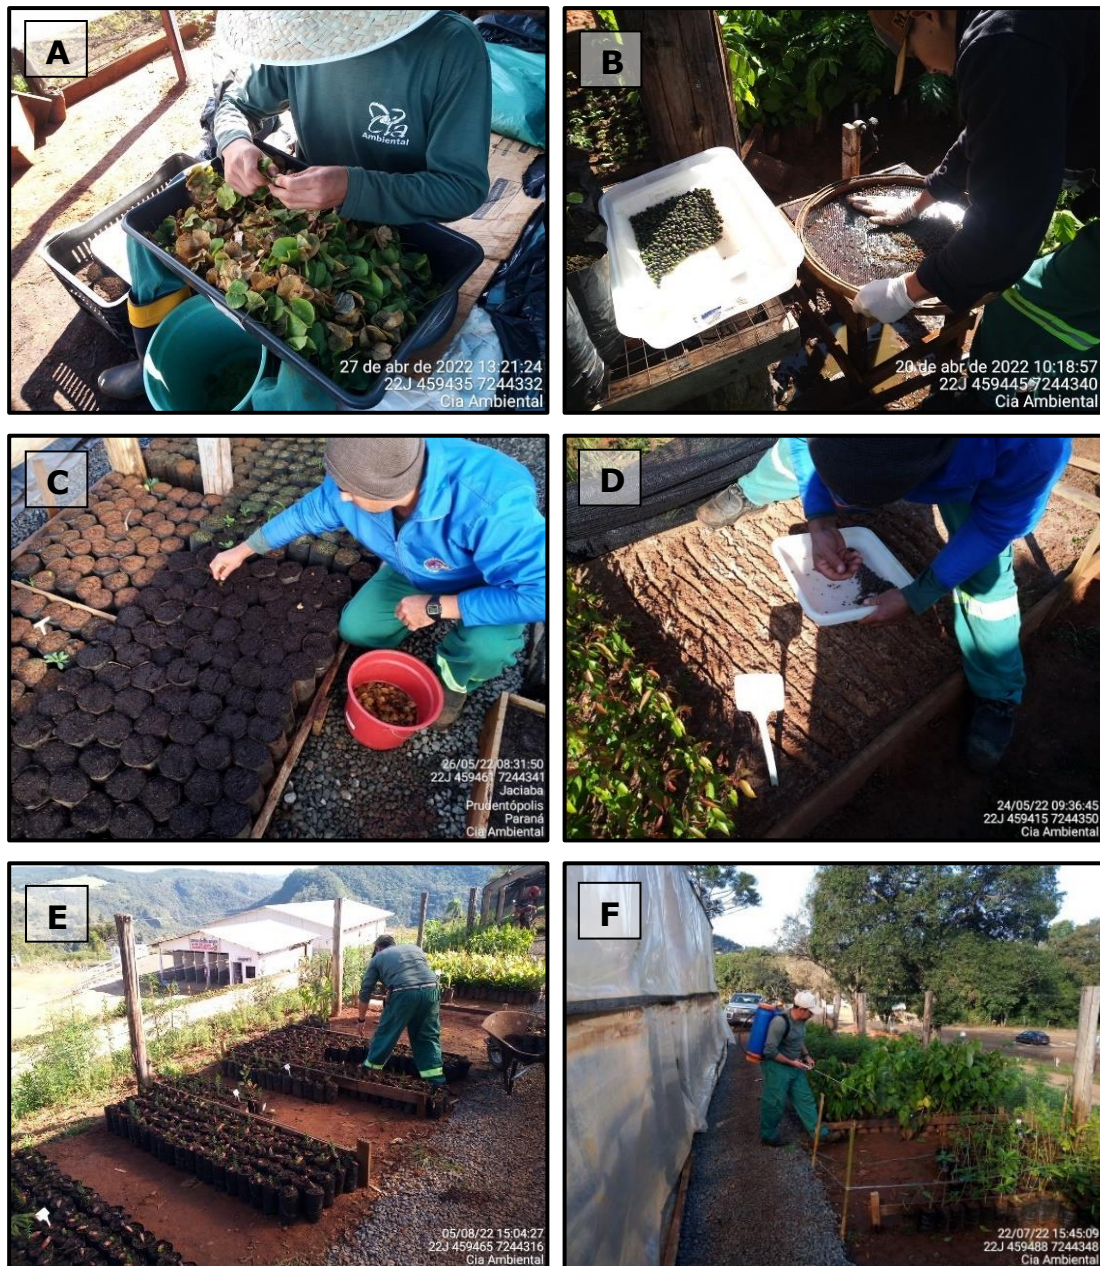 A
Cia
Ambiental
27 de abr de 2022 13:21:24
22J 459435 7244332
Cia Ambiental
B
20 de abr de 2022 10:18:57
22J 459445 7244340
Cia Ambiental
C
26/05/22 08:31:50
22J 459461 7244341
Jaciaba
Prudentópolis
Paraná
Cia Ambiental
D
24/05/22 09:36:45
22J 459415 7244350
Cia Ambiental
E
05/08/22 15:04:27
22J 459465 7244316
Cia Ambiental
F
22/07/22 15:45:09
22J 459488 7244348
Cia Ambiental